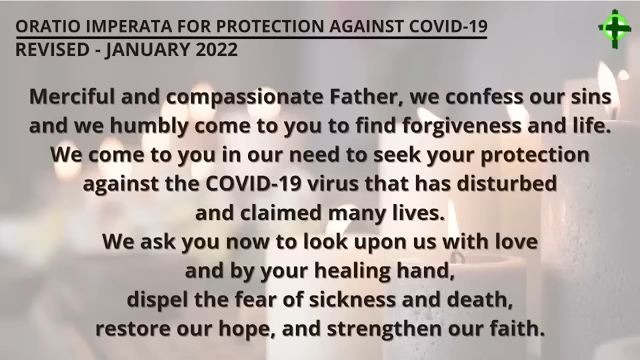 ORATIO IMPERATA FOR PROTECTION AGAINST COVID-19
REVISED - JANUARY 2022
Merciful and compassionate Father, we confess our sins
and we humbly come to you to find forgiveness and life.
We come to you in our need to seek your protection
against the COVID-19 virus that has disturbed
and claimed many lives.
We ask you now to look upon us with love
and by your healing hand,
dispel the fear of sickness and death,
restore our hope, and strengthen our faith.